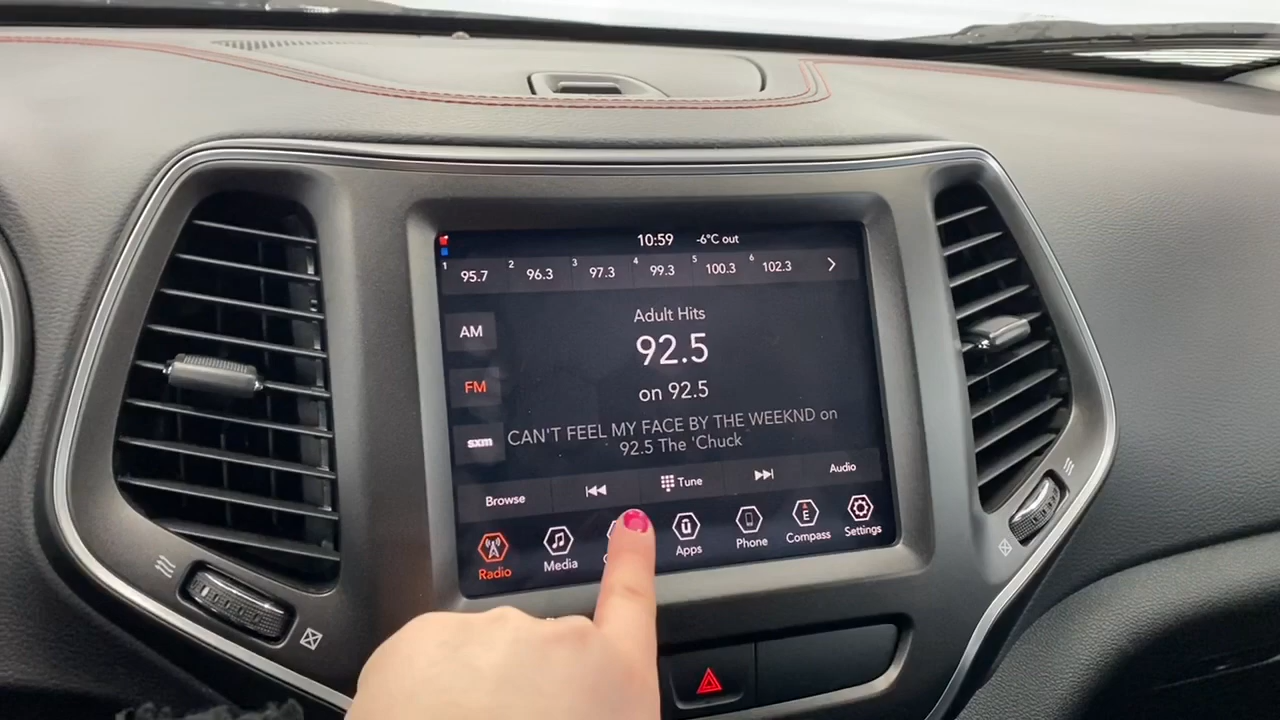 10:59 -6°C out
1 95.7 2 96.3 3 97.3 4 99.3 5 100.3 6 102.3
Adult Hits
AM
92.5
FM
on 92.5
sxm
CAN'T FEEL MY FACE BY THE WEEKND on
92.5 The 'Chuck
Browse Tune Audio
Radio Media Apps Phone Compass Settings
ū E